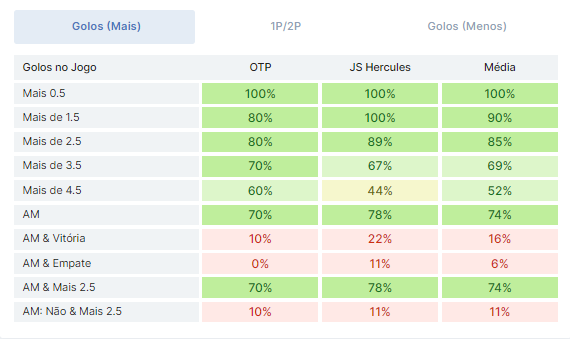 Golos (Mais) 1P/2P Golos (Menos)
Golos no Jogo OTP JS Hercules Média
Mais 0.5 100% 100% 100%
Mais de 1.5 80% 100% 90%
Mais de 2.5 80% 89% 85%
Mais de 3.5 70% 67% 69%
Mais de 4.5 60% 44% 52%
AM 70% 78% 74%
AM & Vitória 10% 22% 16%
AM & Empate 0% 11% 6%
AM & Mais 2.5 70% 78% 74%
AM: Não & Mais 2.5 10% 11% 11%